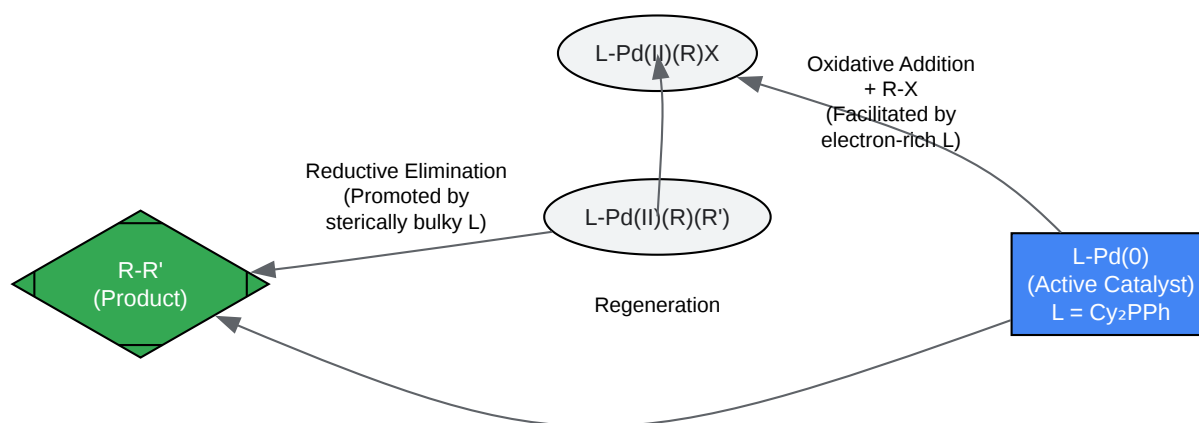 L-Pd(II)(R)X
Oxidative Addition
+ R-X
(Facilitated by
electron-rich L)
Reductive Elimination
(Promoted by
sterically bulky L)
L-Pd(II)(R)(R')
L-Pd(0)
(Active Catalyst)
L = Cy₂PPh
R-R'
(Product)
Regeneration